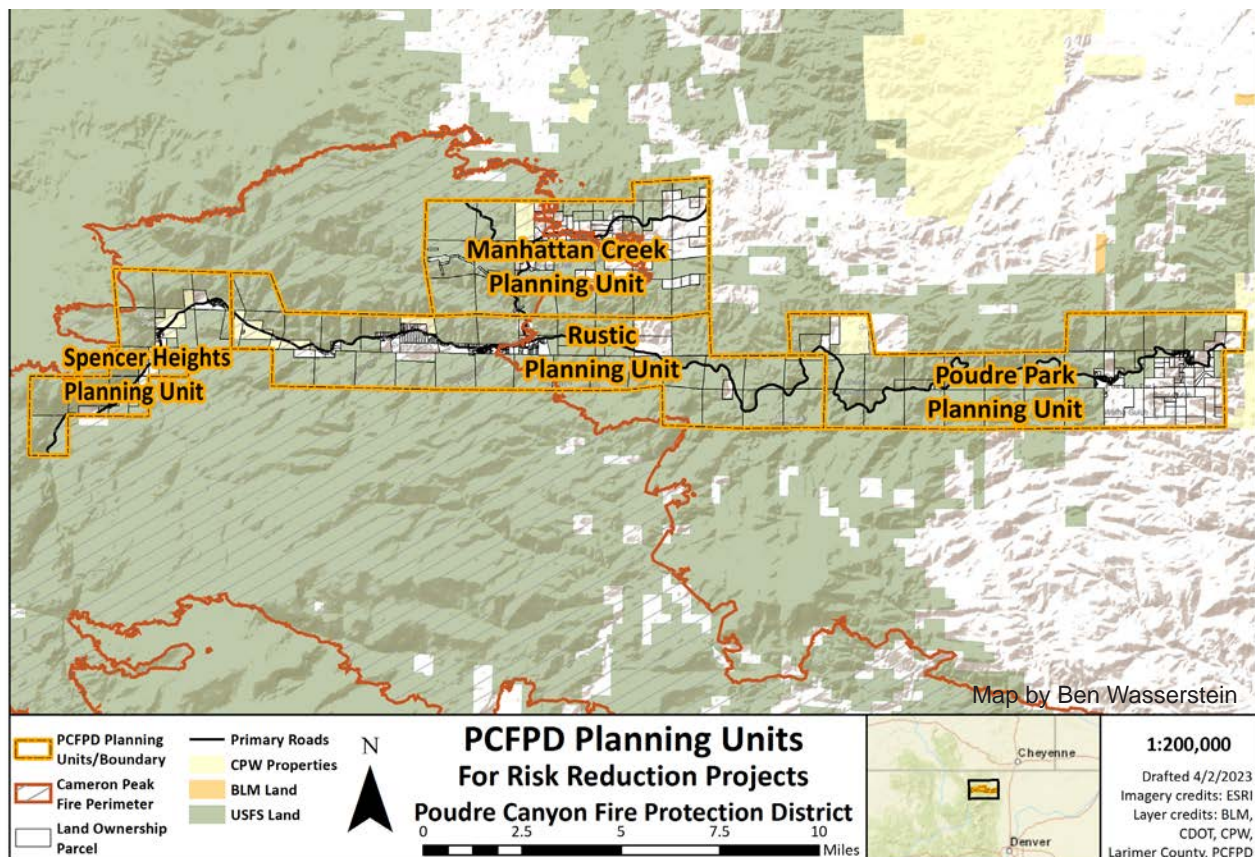 Manhattan Creek
Planning Unit
Rustic
Planning Unit
Spencer Heights
Planning Unit
Poudre Park
Planning Unit
Map by Ben Wasserstein
PCFPD Planning
Units/Boundary
Cameron Peak
Fire Perimeter
Land Ownership
Parcel
Primary Roads
CPW Properties
BLM Land
USFS Land
N
PCFPD Planning Units
For Risk Reduction Projects
Poudre Canyon Fire Protection District
0 2.5 5 7.5 10
Miles
Cheyenne
Denver
1:200,000
Drafted 4/2/2023
Imagery credits: ESRI
Layer credits: BLM,
CDOT, CPW,
Larimer County, PCFPD